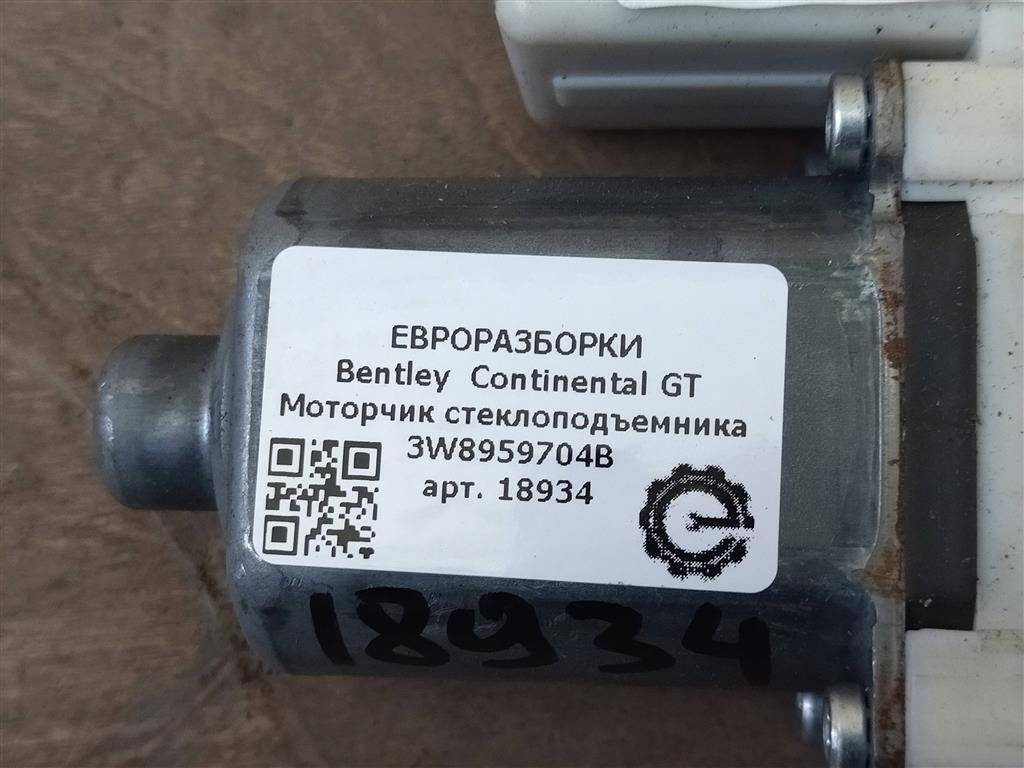 ЕВРОРАЗБОРКИ
Bentley Continental GT
Моторчик стеклоподъемника
3W8959704B
арт. 18934
18934